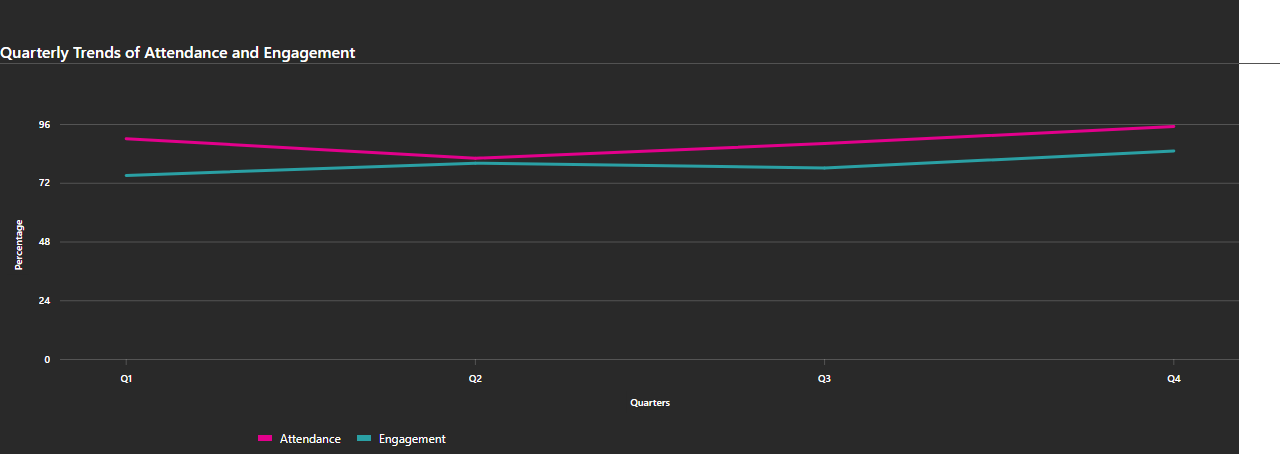 Quarterly Trends of Attendance and Engagement
96
72
48
24
0
Percentage
Q1 Q2 Q3 Q4
Quarters
Attendance Engagement